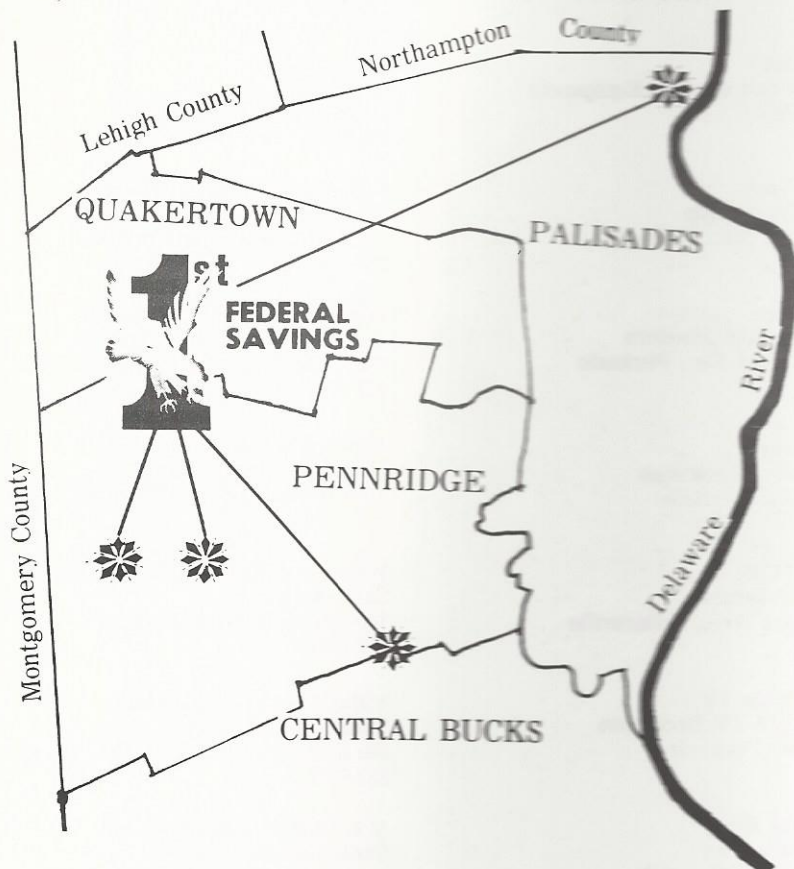 Northampton County
Lehigh County
QUAKERTOWN
PALISADES
1st
FEDERAL
SAVINGS
River
PENNRIDGE
Montgomery County
Delaware
CENTRAL BUCKS